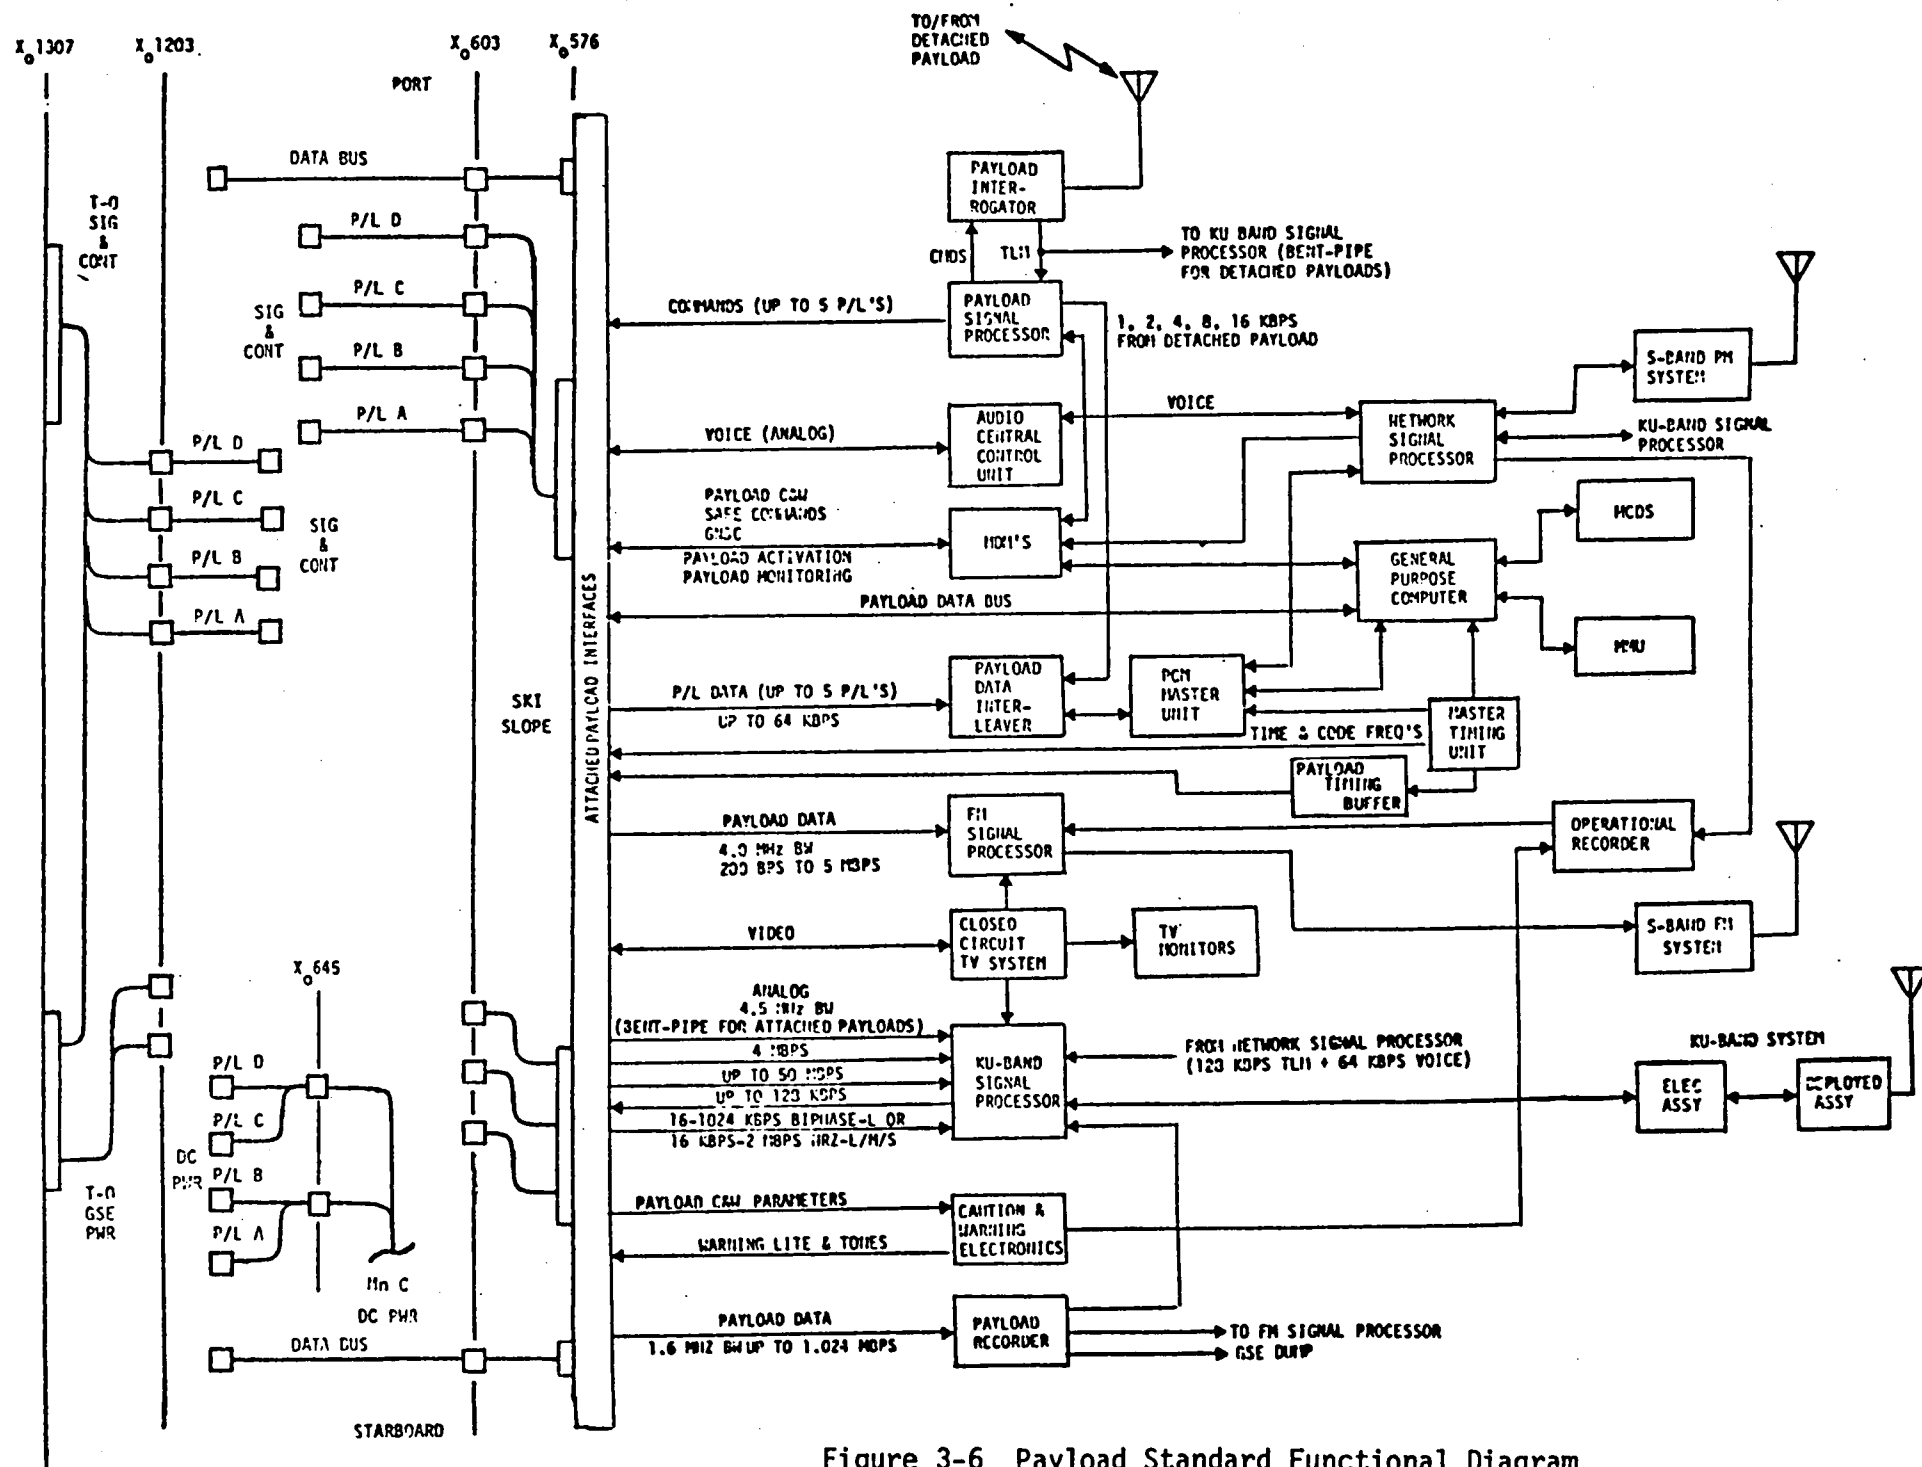 X₀1307
X₀1203
X₀603
X₀576
PORT
TO/FROM
DETACHED
PAYLOAD
DATA BUS
T-0
SIG
&
CONT
P/L D
P/L C
P/L B
P/L A
SIG
&
CONT
P/L D
P/L C
P/L B
P/L A
SIG
&
CONT
SKI
SLOPE
ATTACHED PAYLOAD INTERFACES
PAYLOAD
INTER-
ROGATOR
CMDS
TLM
TO KU BAND SIGNAL
PROCESSOR (BENT-PIPE
FOR DETACHED PAYLOADS)
COMMANDS (UP TO 5 P/L'S)
PAYLOAD
SIGNAL
PROCESSOR
1, 2, 4, 8, 16 KBPS
FROM DETACHED PAYLOAD
S-BAND PM
SYSTEM
VOICE (ANALOG)
AUDIO
CENTRAL
CONTROL
UNIT
VOICE
NETWORK
SIGNAL
PROCESSOR
KU-BAND SIGNAL
PROCESSOR
PAYLOAD C&W
SAFE COMMANDS
GN&C
PAYLOAD ACTIVATION
PAYLOAD MONITORING
MDM'S
MCDS
GENERAL
PURPOSE
COMPUTER
PAYLOAD DATA BUS
MMU
P/L DATA (UP TO 5 P/L'S)
UP TO 64 KBPS
PAYLOAD
DATA
INTER-
LEAVER
PCM
MASTER
UNIT
MASTER
TIMING
UNIT
TIME & CODE FREQ'S
PAYLOAD
TIMING
BUFFER
PAYLOAD DATA
4.0 MHz BW
200 BPS TO 5 MBPS
FM
SIGNAL
PROCESSOR
OPERATIONAL
RECORDER
VIDEO
CLOSED
CIRCUIT
TV SYSTEM
TV
MONITORS
S-BAND FM
SYSTEM
X₀645
ANALOG
4.5 MHz BW
(BENT-PIPE FOR ATTACHED PAYLOADS)
4 MBPS
UP TO 50 MBPS
UP TO 128 KBPS
16-1024 KBPS BIPHASE-L OR
16 KBPS-2 MBPS NRZ-L/M/S
KU-BAND
SIGNAL
PROCESSOR
FROM NETWORK SIGNAL PROCESSOR
(128 KBPS TLM + 64 KBPS VOICE)
KU-BAND SYSTEM
ELEC
ASSY
DEPLOYED
ASSY
P/L D
P/L C
P/L B
P/L A
DC
PWR
T-0
GSE
PWR
Mn C
DC PWR
PAYLOAD C&W PARAMETERS
WARNING LITE & TONES
CAUTION &
WARNING
ELECTRONICS
DATA BUS
PAYLOAD DATA
1.6 MHZ BW UP TO 1.024 MBPS
PAYLOAD
RECORDER
TO FM SIGNAL PROCESSOR
GSE DUMP
STARBOARD
Figure 3-6 Payload Standard Functional Diagram